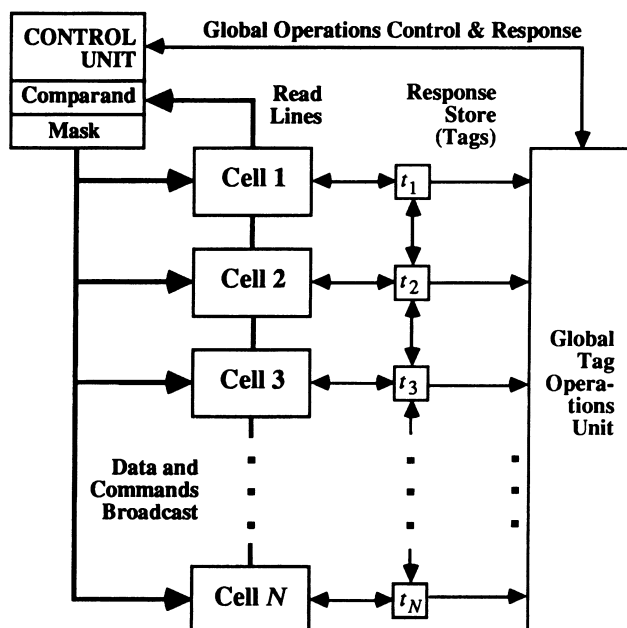 CONTROL
UNIT
Global Operations Control & Response
Comparand
Mask
Read
Lines
Response
Store
(Tags)
Cell 1
t1
Cell 2
t2
Cell 3
t3
Global
Tag
Opera-
tions
Unit
Data and
Commands
Broadcast
Cell N
tN